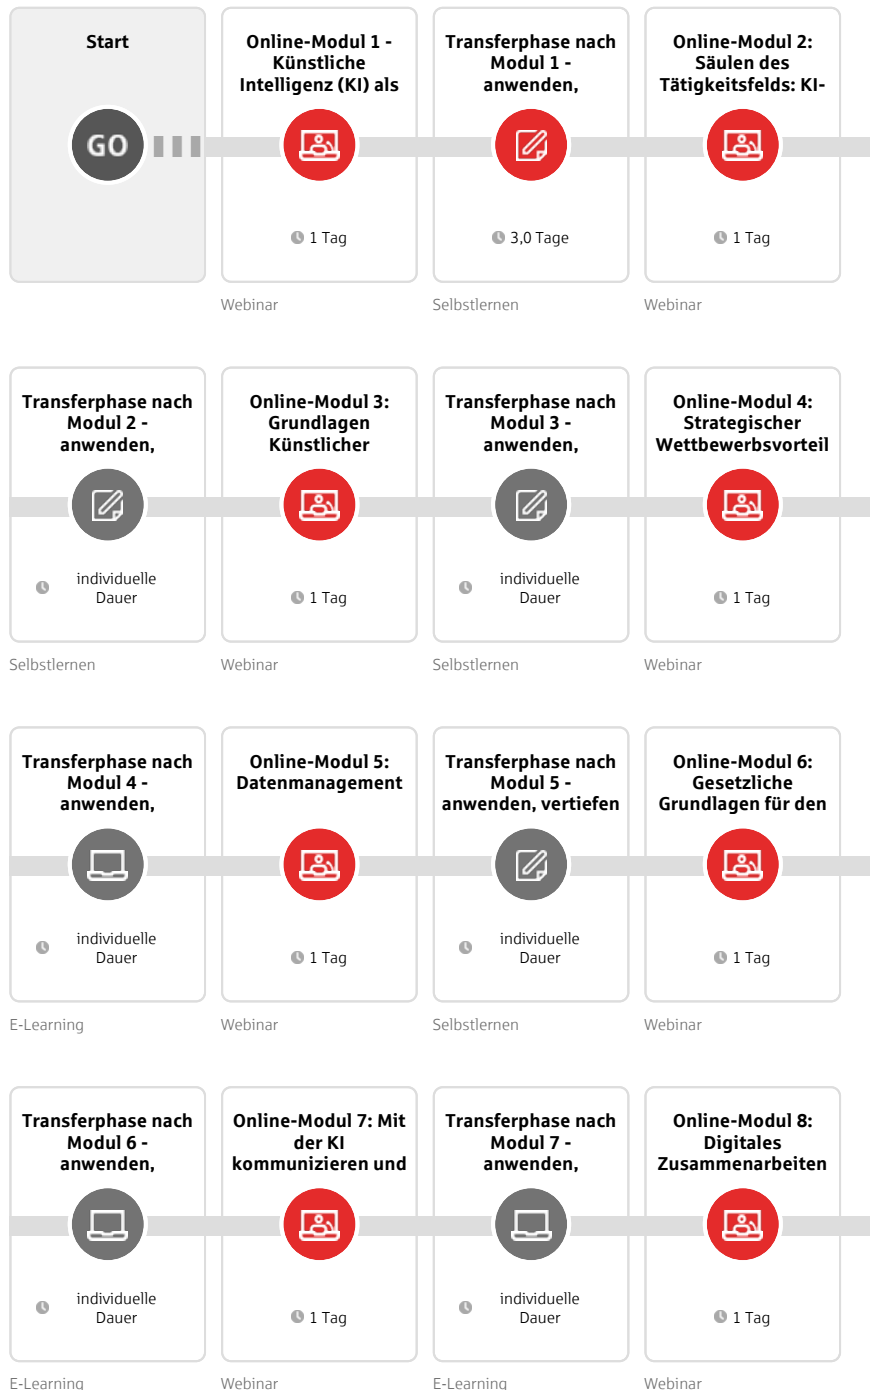 Start
GO
Online-Modul 1 -
Künstliche
Intelligenz (KI) als
1 Tag
Webinar
Transferphase nach
Modul 1 -
anwenden,
3,0 Tage
Selbstlernen
Online-Modul 2:
Säulen des
Tätigkeitsfelds: KI-
1 Tag
Webinar
Transferphase nach
Modul 2 -
anwenden,
individuelle
Dauer
Selbstlernen
Online-Modul 3:
Grundlagen
Künstlicher
1 Tag
Webinar
Transferphase nach
Modul 3 -
anwenden,
individuelle
Dauer
Selbstlernen
Online-Modul 4:
Strategischer
Wettbewerbsvorteil
1 Tag
Webinar
Transferphase nach
Modul 4 -
anwenden,
individuelle
Dauer
E-Learning
Online-Modul 5:
Datenmanagement
1 Tag
Webinar
Transferphase nach
Modul 5 -
anwenden, vertiefen
individuelle
Dauer
Selbstlernen
Online-Modul 6:
Gesetzliche
Grundlagen für den
1 Tag
Webinar
Transferphase nach
Modul 6 -
anwenden,
individuelle
Dauer
E-Learning
Online-Modul 7: Mit
der KI
kommunizieren und
1 Tag
Webinar
Transferphase nach
Modul 7 -
anwenden,
individuelle
Dauer
E-Learning
Online-Modul 8:
Digitales
Zusammenarbeiten
1 Tag
Webinar